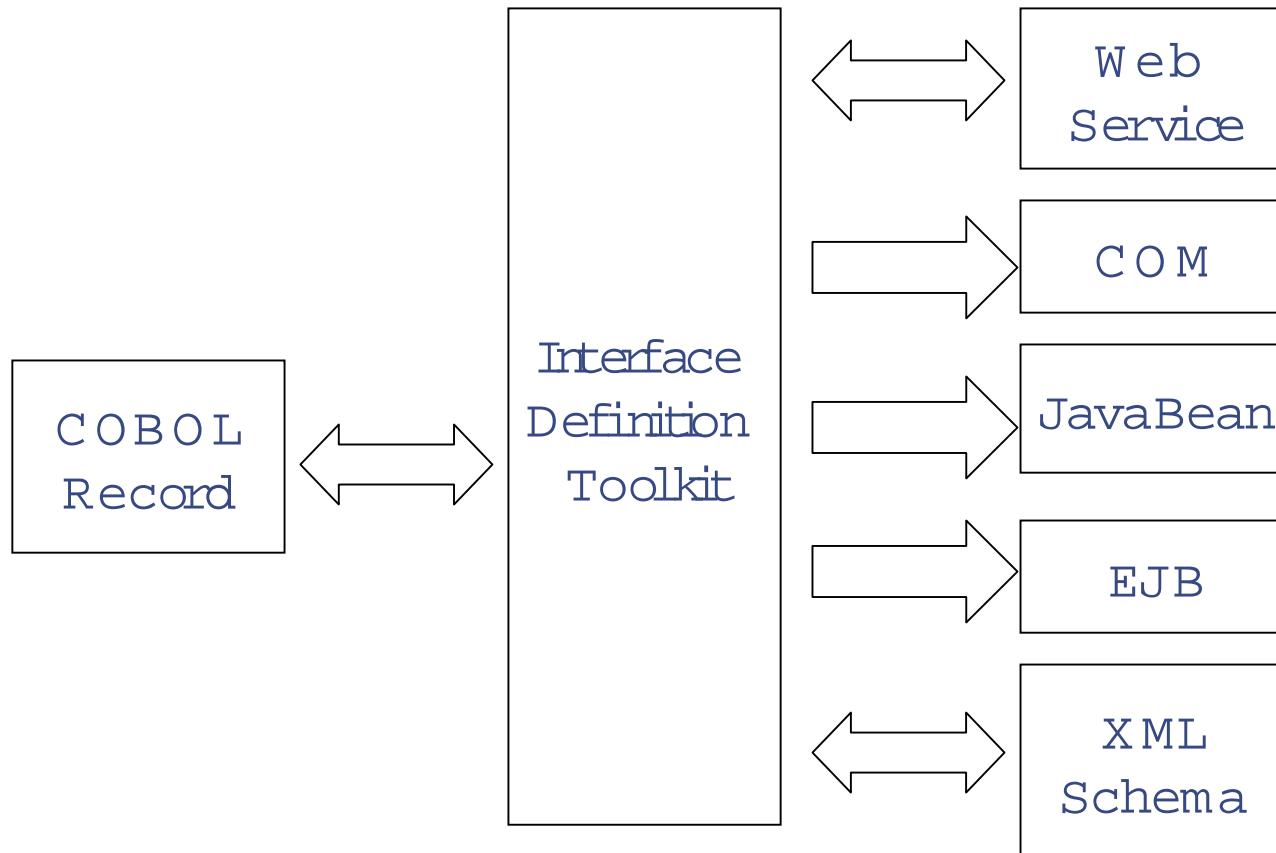 COBOL
Record
Interface
Definition
Toolkit
Web
Service
COM
JavaBean
EJB
XML
Schema